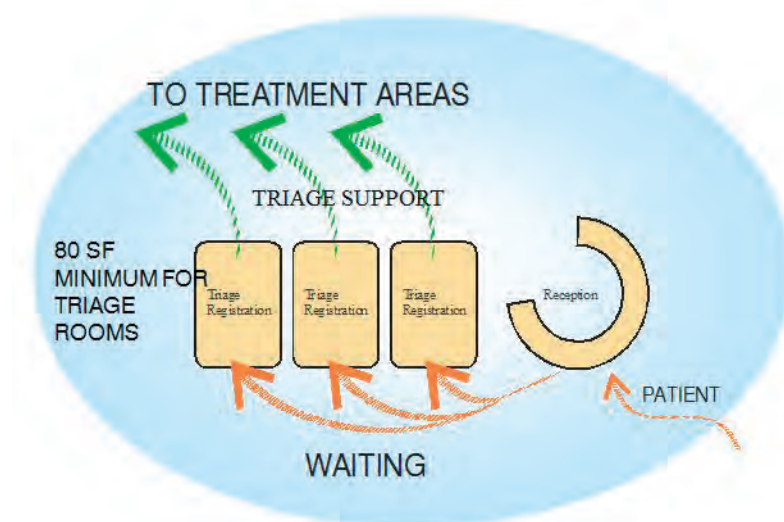 TO TREATMENT AREAS
TRIAGE SUPPORT
80 SF
MINIMUM FOR
TRIAGE
ROOMS
Triage
Registration
Triage
Registration
Triage
Registration
Reception
PATIENT
WAITING